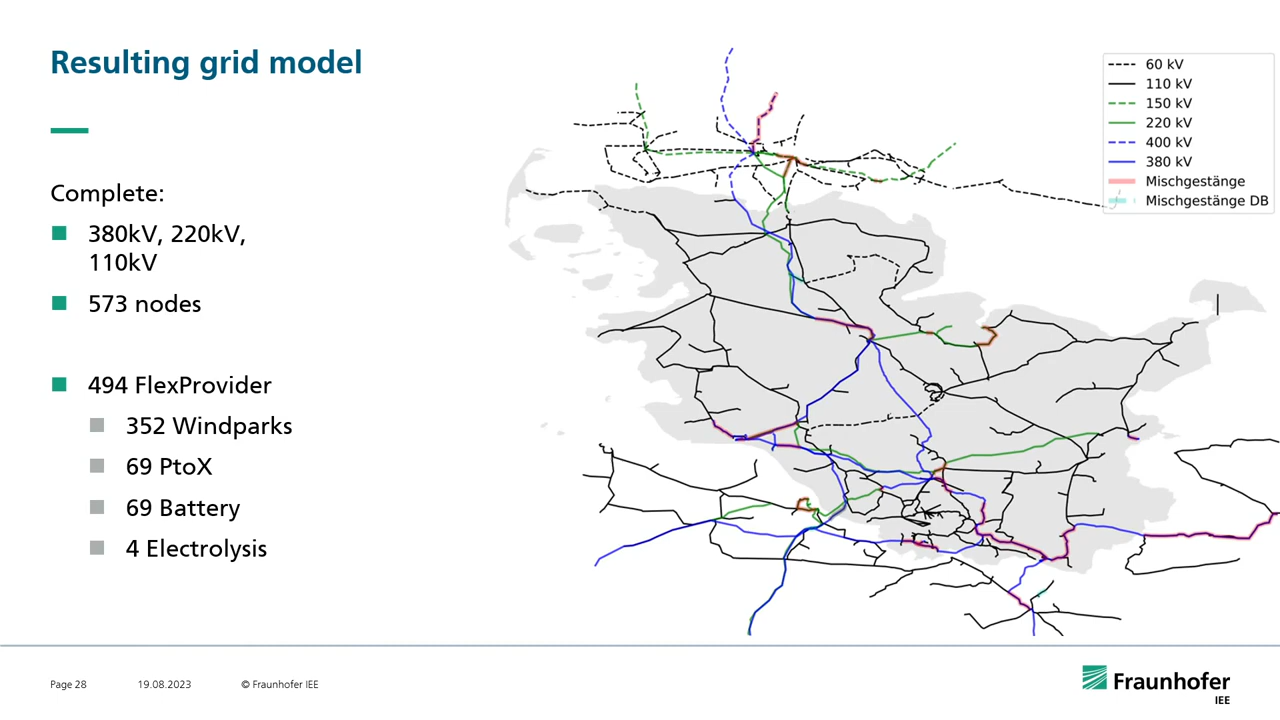 Resulting grid model
Complete:
380kV, 220kV,
110kV
573 nodes
494 FlexProvider
352 Windparks
69 PtoX
69 Battery
4 Electrolysis
60 kV
110 kV
150 kV
220 kV
400 kV
380 kV
Mischgestänge
Mischgestänge DB
Page 28
19.08.2023
© Fraunhofer IEE
Fraunhofer
IEE